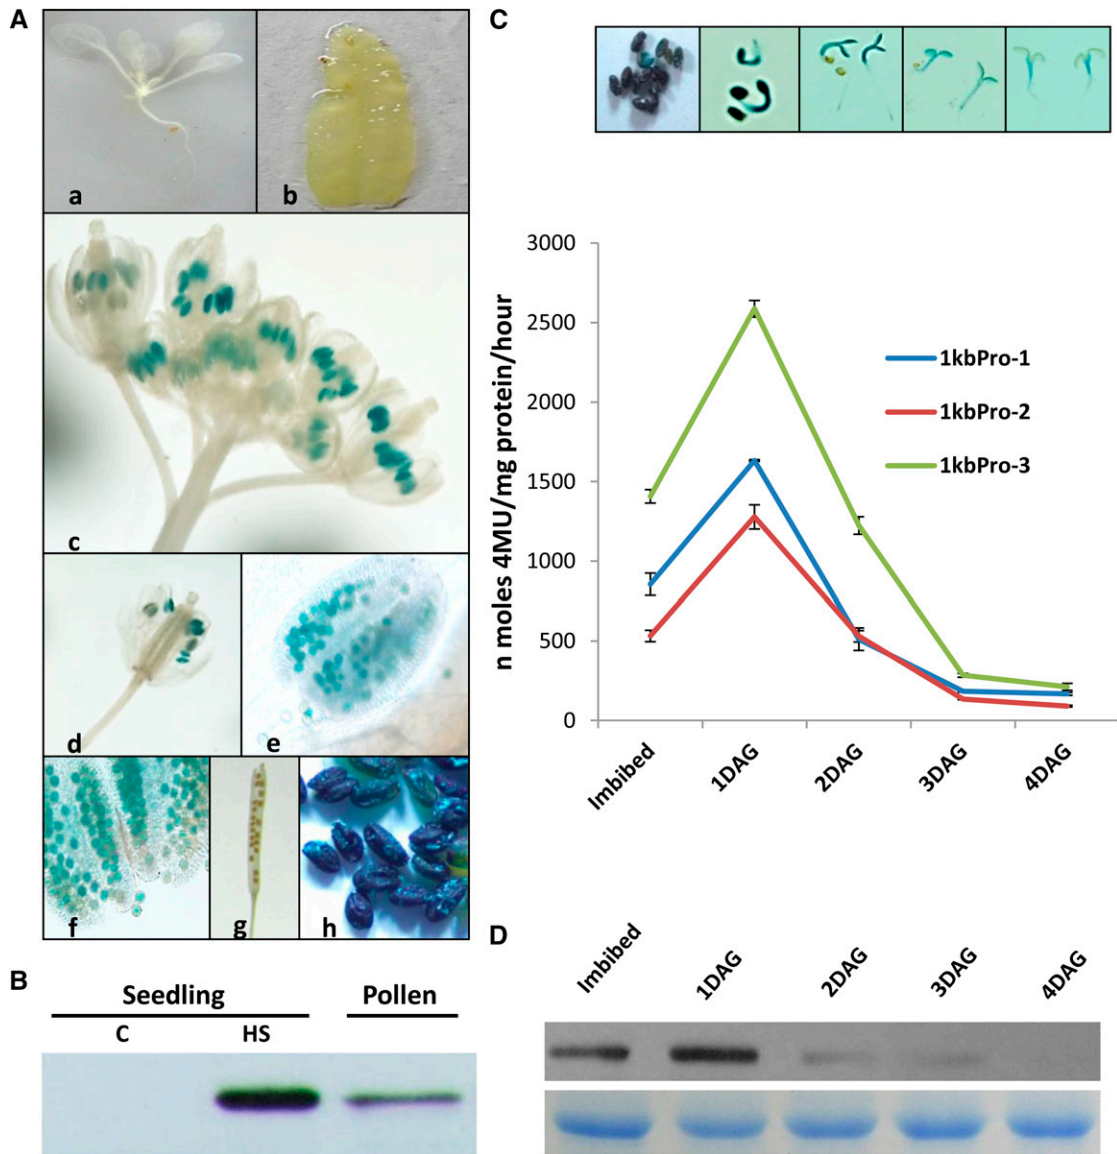 A
a
b
c
d
e
f
g
h
B
Seedling
Pollen
C
HS
C
3000
2500
2000
1500
1000
500
0
n moles 4MU/mg protein/hour
1kbPro-1
1kbPro-2
1kbPro-3
Imbibed
1DAG
2DAG
3DAG
4DAG
D
Imbibed
1DAG
2DAG
3DAG
4DAG